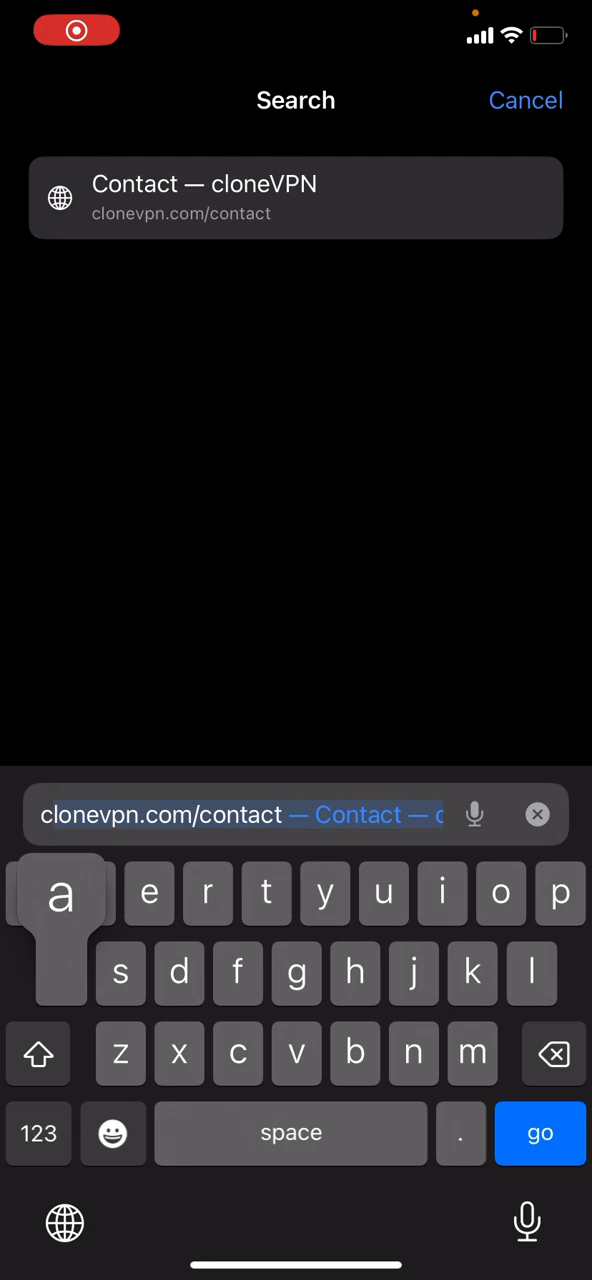 Search
Cancel
Contact — cloneVPN
clonevpn.com/contact
clonevpn.com/contact — Contact — c
a e r t y u i o p
s d f g h j k l
z x c v b n m
123 space . go